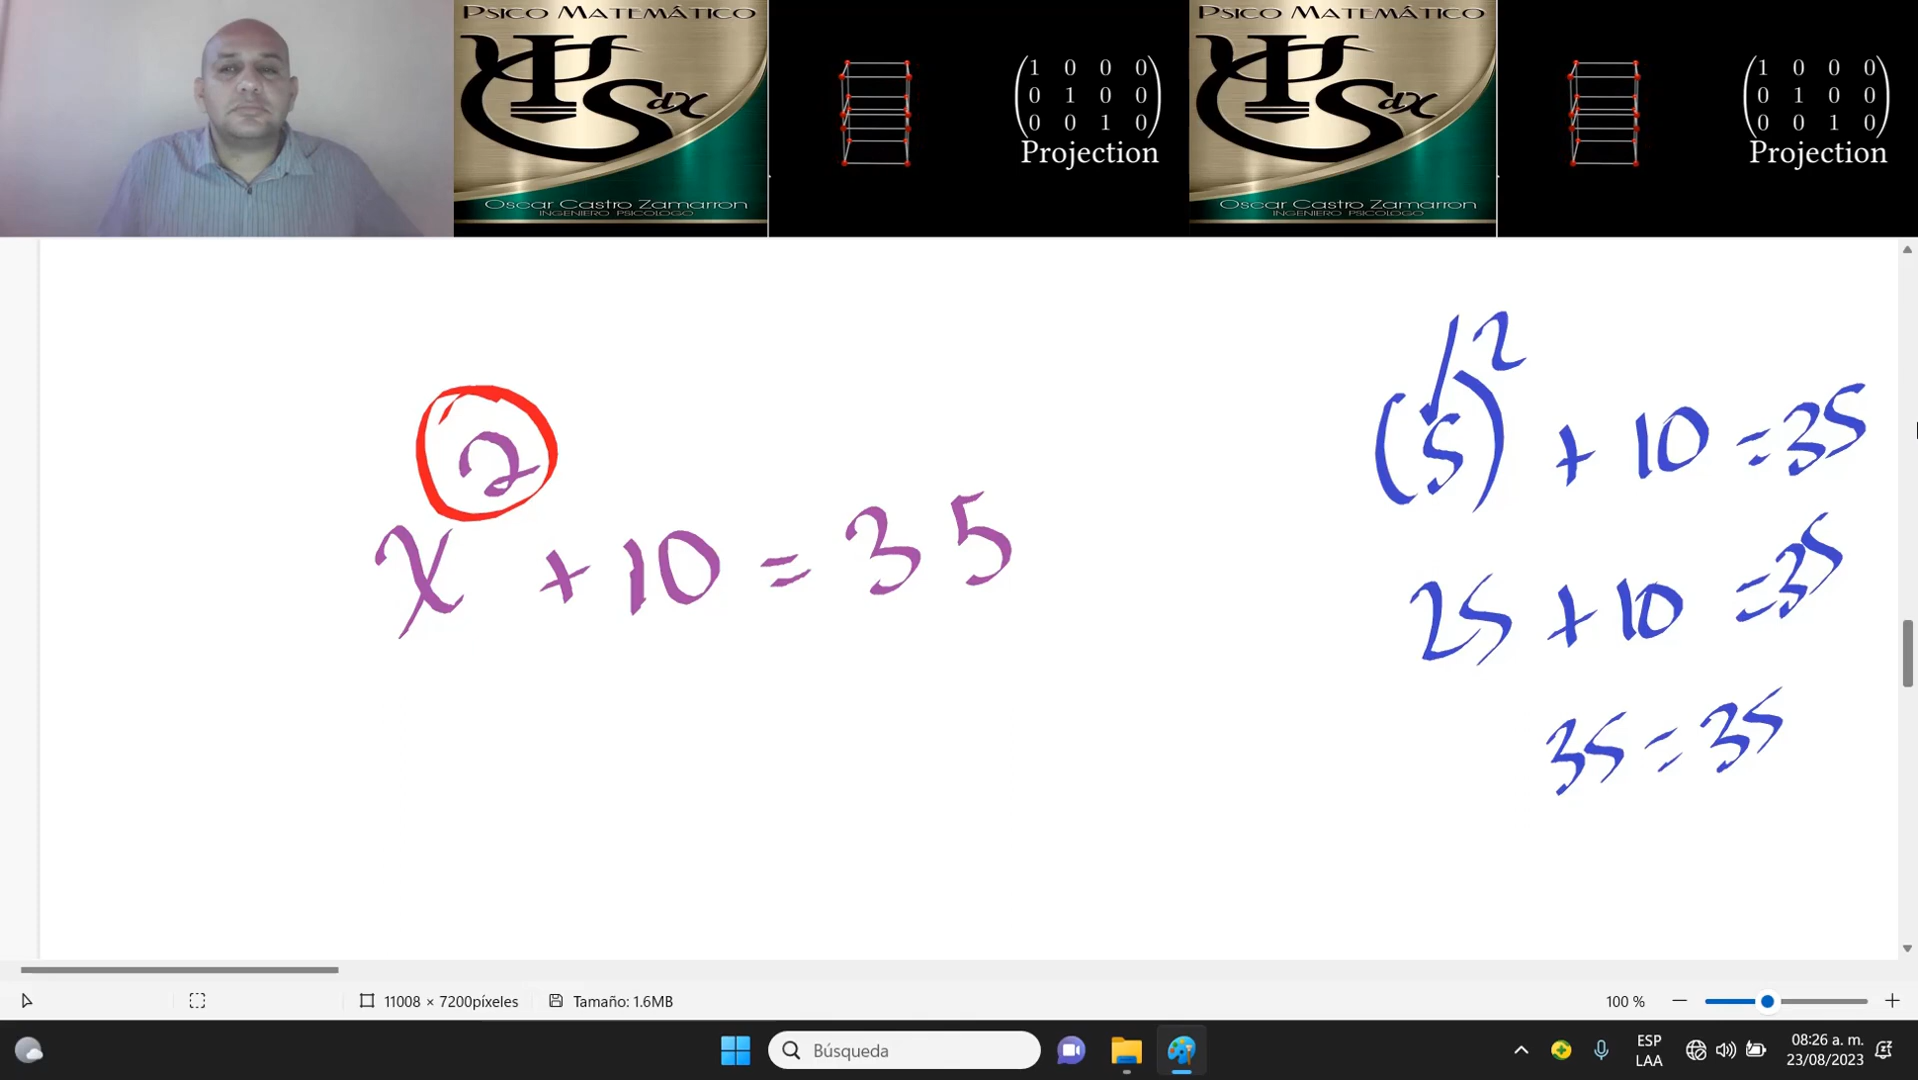 PSICO MATEMÁTICO
dx
Oscar Castro Zamarron
INGENIERO PSICOLOGO
1 0 0 0
0 1 0 0
0 0 1 0
Projection
PSICO MATEMÁTICO
dx
Oscar Castro Zamarron
INGENIERO PSICOLOGO
1 0 0 0
0 1 0 0
0 0 1 0
Projection
x² + 10 = 35
(5)² + 10 = 35
25 + 10 = 35
35 = 35
11008 × 7200píxeles
Tamaño: 1.6MB
100 %
Búsqueda
ESP
LAA
08:26 a. m.
23/08/2023